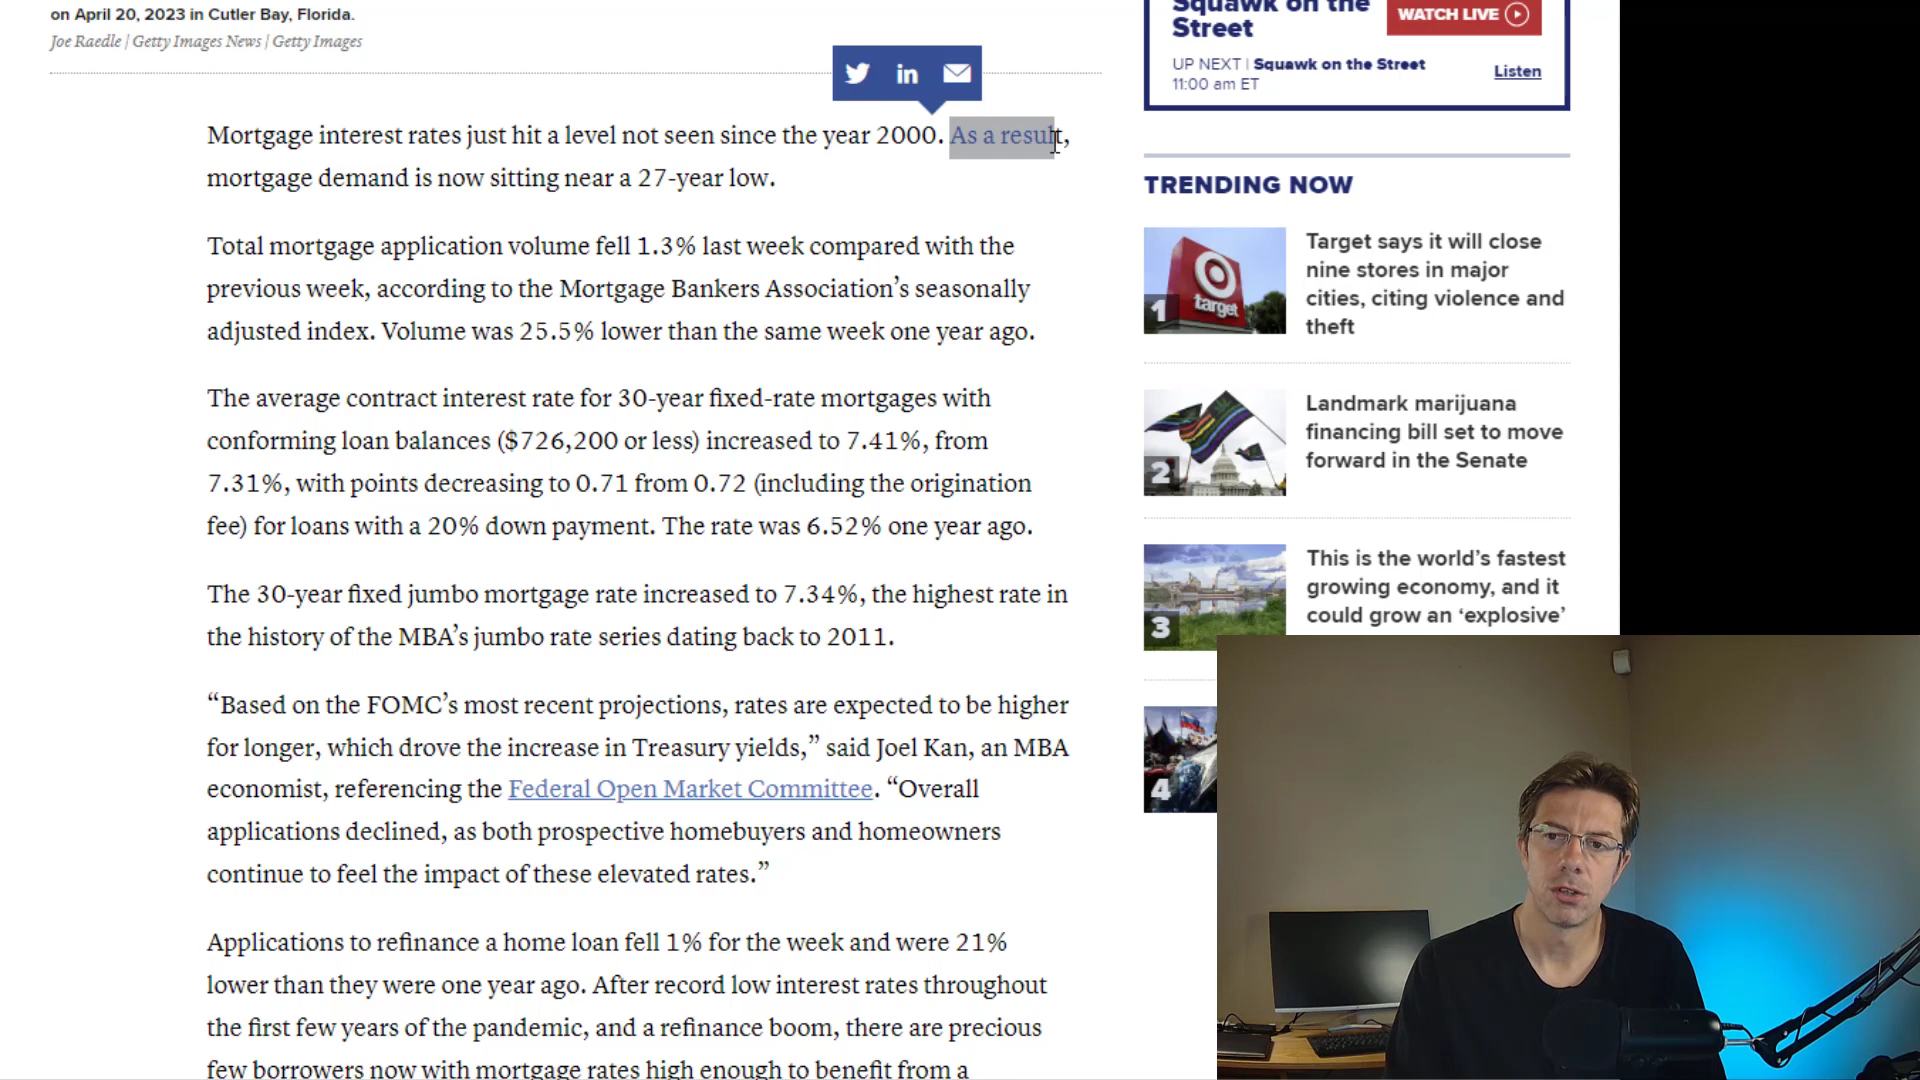 on April 20, 2023 in Cutler Bay, Florida.
Joe Raedle | Getty Images News | Getty Images
Mortgage interest rates just hit a level not seen since the year 2000. As a result,
mortgage demand is now sitting near a 27-year low.
Total mortgage application volume fell 1.3% last week compared with the
previous week, according to the Mortgage Bankers Association’s seasonally
adjusted index. Volume was 25.5% lower than the same week one year ago.
The average contract interest rate for 30-year fixed-rate mortgages with
conforming loan balances ($726,200 or less) increased to 7.41%, from
7.31%, with points decreasing to 0.71 from 0.72 (including the origination
fee) for loans with a 20% down payment. The rate was 6.52% one year ago.
The 30-year fixed jumbo mortgage rate increased to 7.34%, the highest rate in
the history of the MBA’s jumbo rate series dating back to 2011.
“Based on the FOMC’s most recent projections, rates are expected to be higher
for longer, which drove the increase in Treasury yields,” said Joel Kan, an MBA
economist, referencing the Federal Open Market Committee. “Overall
applications declined, as both prospective homebuyers and homeowners
continue to feel the impact of these elevated rates.”
Applications to refinance a home loan fell 1% for the week and were 21%
lower than they were one year ago. After record low interest rates throughout
the first few years of the pandemic, and a refinance boom, there are precious
few borrowers now with mortgage rates high enough to benefit from a
Squawk on the
Street
WATCH LIVE
UP NEXT | Squawk on the Street
11:00 am ET
Listen
TRENDING NOW
1
target
Target says it will close
nine stores in major
cities, citing violence and
theft
2
Landmark marijuana
financing bill set to move
forward in the Senate
3
This is the world’s fastest
growing economy, and it
could grow an ‘explosive’
4